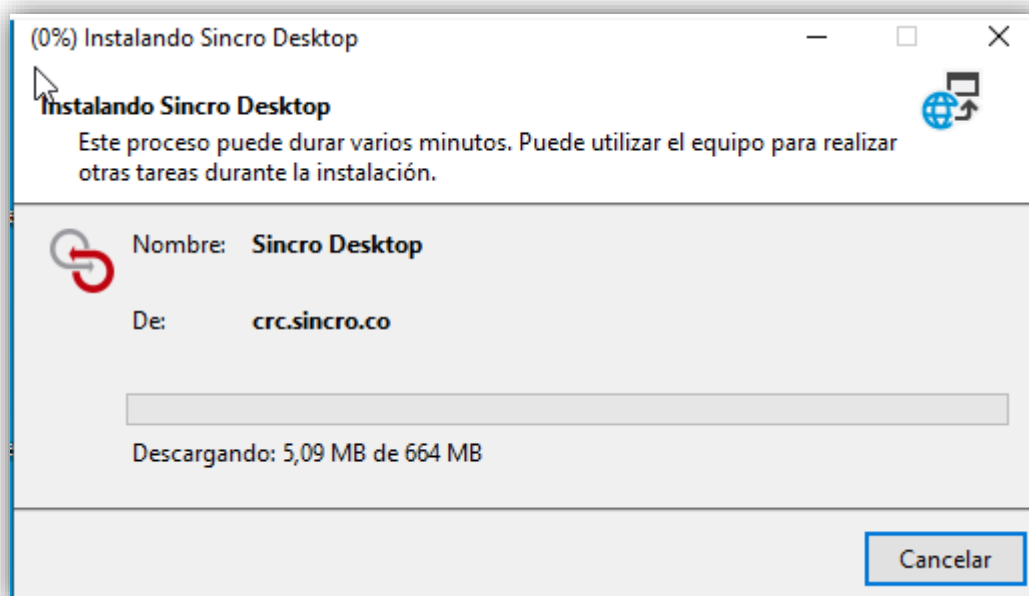 (0%) Instalando Sincro Desktop
Instalando Sincro Desktop
Este proceso puede durar varios minutos. Puede utilizar el equipo para realizar
otras tareas durante la instalación.
Nombre: Sincro Desktop
De: crc.sincro.co
Descargando: 5,09 MB de 664 MB
Cancelar